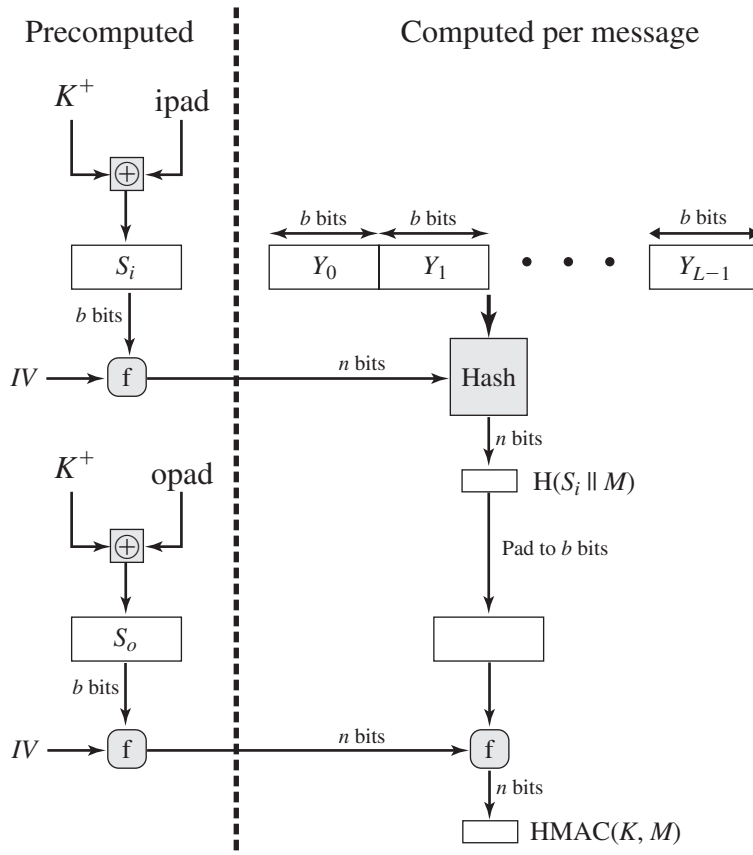 Precomputed
Computed per message
K⁺ ipad
⊕
b bits b bits b bits
Sᵢ
Y₀ Y₁ • • • Y_{L−1}
b bits
IV f n bits Hash
n bits
K⁺ opad
H(Sᵢ || M)
⊕
Pad to b bits
Sₒ
b bits
IV f n bits f
n bits
HMAC(K, M)